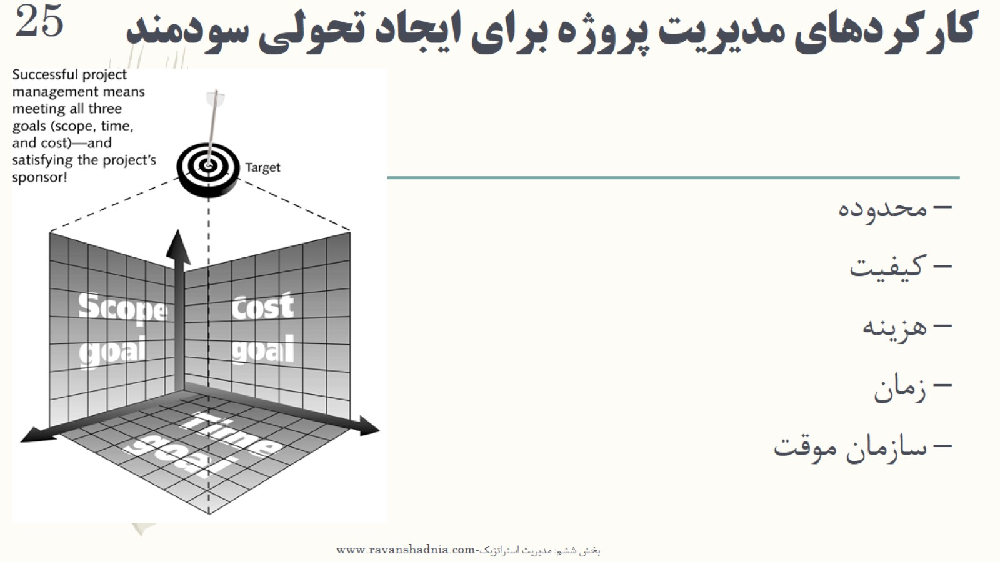 25
کارکردهای مدیریت پروژه برای ایجاد تحولی سودمند
Successful project
management means
meeting all three
goals (scope, time,
and cost)—and
satisfying the project's
sponsor!
Target
Scope
goal
Cost
goal
Time
goal
– محدوده
– کیفیت
– هزینه
– زمان
– سازمان موقت
بخش ششم: مدیریت استراتژیک-www.ravanshadnia.com